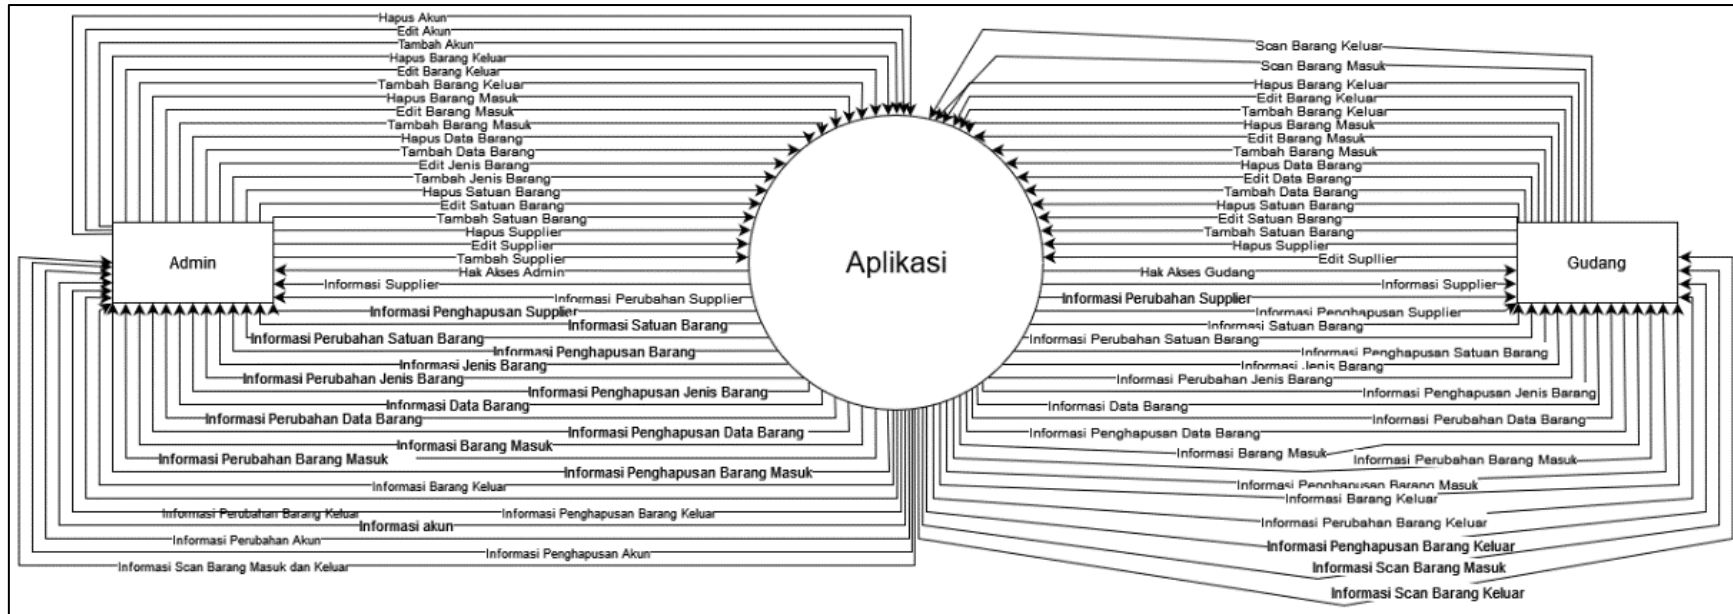 Hapus Akun
Edit Akun
Tambah Akun
Hapus Barang Keluar
Edit Barang Keluar
Tambah Barang Keluar
Hapus Barang Masuk
Edit Barang Masuk
Tambah Barang Masuk
Hapus Data Barang
Tambah Data Barang
Edit Jenis Barang
Tambah Jenis Barang
Hapus Satuan Barang
Edit Satuan Barang
Tambah Satuan Barang
Hapus Supplier
Edit Supplier
Tambah Supplier
Hak Akses Admin
Informasi Supplier
Informasi Perubahan Supplier
Informasi Penghapusan Supplier
Informasi Satuan Barang
Informasi Perubahan Satuan Barang
Informasi Penghapusan Barang
Informasi Jenis Barang
Informasi Perubahan Jenis Barang
Informasi Penghapusan Jenis Barang
Informasi Data Barang
Informasi Perubahan Data Barang
Informasi Penghapusan Data Barang
Informasi Barang Masuk
Informasi Perubahan Barang Masuk
Informasi Penghapusan Barang Masuk
Informasi Barang Keluar
Informasi Perubahan Barang Keluar
Informasi Penghapusan Barang Keluar
Informasi akun
Informasi Perubahan Akun
Informasi Penghapusan Akun
Informasi Scan Barang Masuk dan Keluar
Admin
Aplikasi
Gudang
Scan Barang Keluar
Scan Barang Masuk
Hapus Barang Keluar
Edit Barang Keluar
Tambah Barang Keluar
Hapus Barang Masuk
Edit Barang Masuk
Tambah Barang Masuk
Hapus Data Barang
Edit Data Barang
Tambah Data Barang
Hapus Satuan Barang
Edit Satuan Barang
Tambah Satuan Barang
Hapus Supplier
Edit Supllier
Hak Akses Gudang
Informasi Supplier
Informasi Perubahan Supplier
Informasi Penghapusan Supplier
Informasi Satuan Barang
Informasi Perubahan Satuan Barang
Informasi Penghapusan Satuan Barang
Informasi Jenis Barang
Informasi Perubahan Jenis Barang
Informasi Penghapusan Jenis Barang
Informasi Data Barang
Informasi Perubahan Data Barang
Informasi Penghapusan Data Barang
Informasi Barang Masuk
Informasi Perubahan Barang Masuk
Informasi Penghapusan Barang Masuk
Informasi Barang Keluar
Informasi Perubahan Barang Keluar
Informasi Penghapusan Barang Keluar
Informasi Scan Barang Masuk
Informasi Scan Barang Keluar